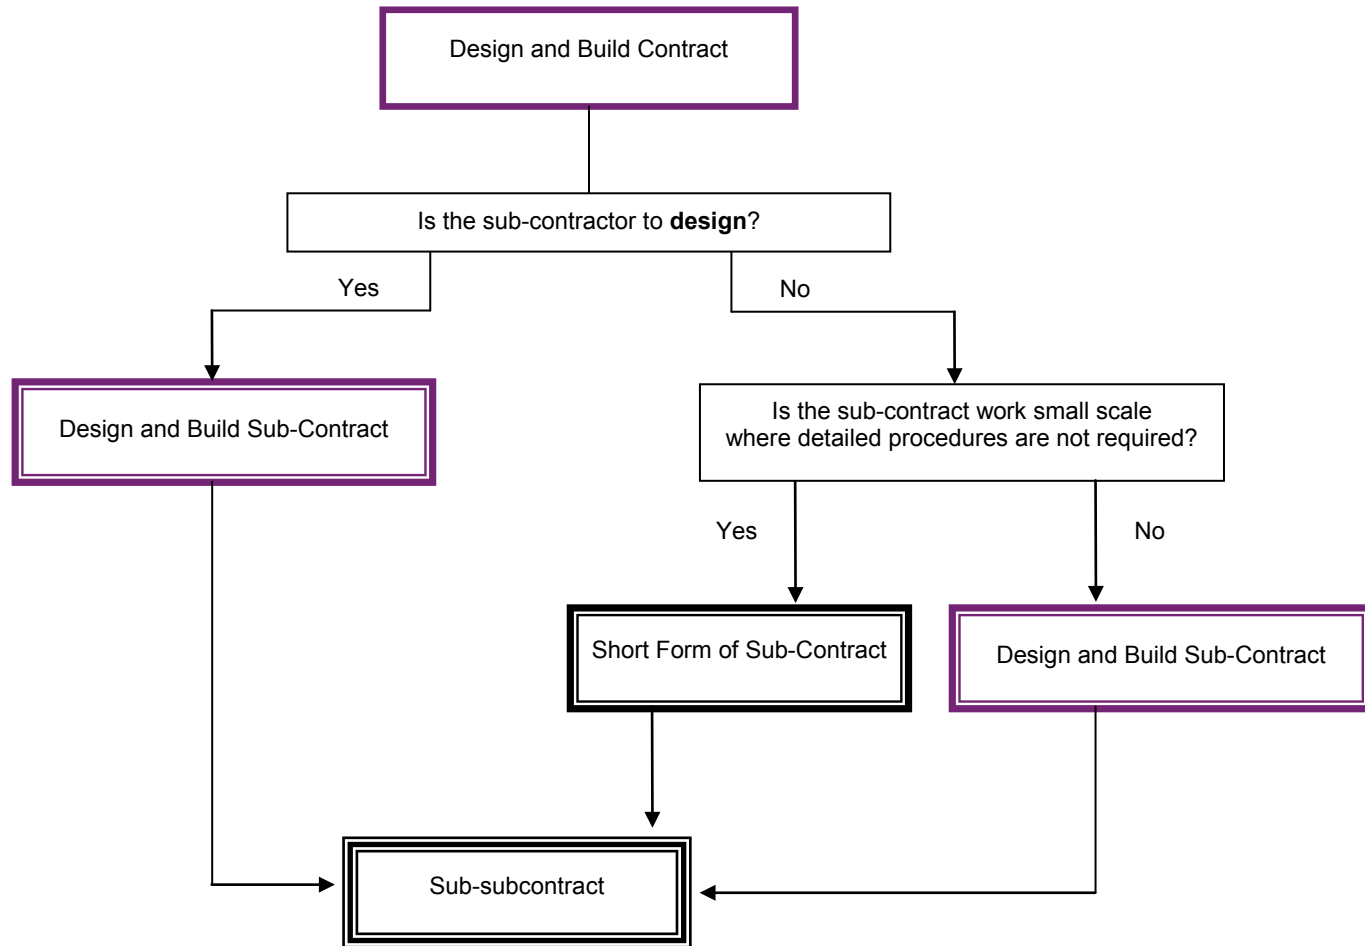 Design and Build Contract
Is the sub-contractor to design?
Yes
No
Design and Build Sub-Contract
Is the sub-contract work small scale
where detailed procedures are not required?
Yes
No
Short Form of Sub-Contract
Design and Build Sub-Contract
Sub-subcontract